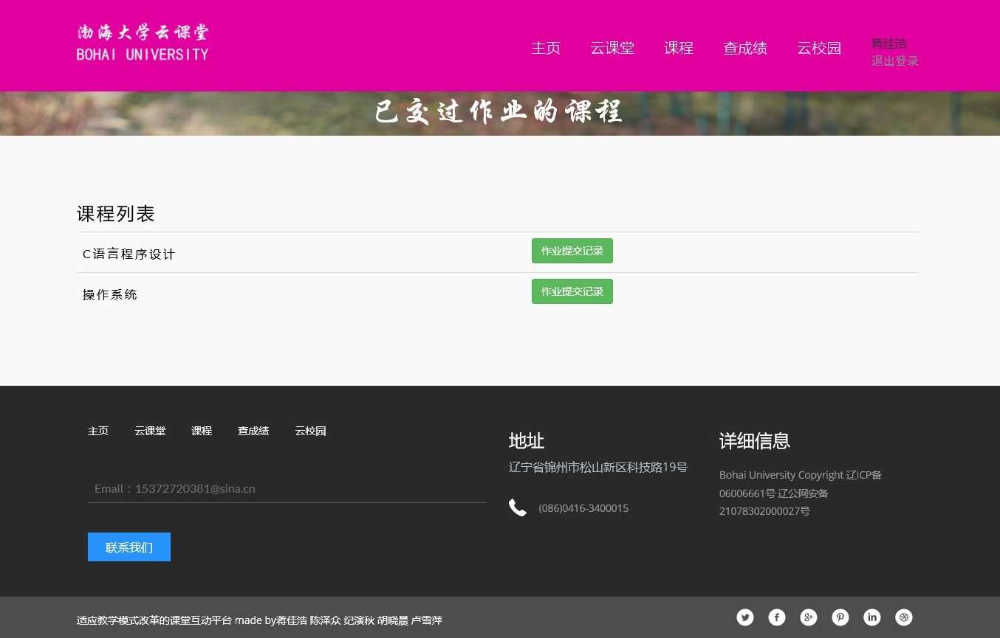 渤海大学云课堂
BOHAI UNIVERSITY
主页 云课堂 课程 查成绩 云校园
蒋佳浩
退出登录
已交过作业的课程
课程列表
C语言程序设计 作业提交记录
操作系统 作业提交记录
主页 云课堂 课程 查成绩 云校园
Email：15372720381@sina.cn
联系我们
地址
辽宁省锦州市松山新区科技路19号
(086)0416-3400015
详细信息
Bohai University Copyright 辽ICP备
06006661号 辽公网安备
21078302000027号
适应教学模式改革的课堂互动平台 made by蒋佳浩 陈泽众 纪演秋 胡晓晨 卢雪萍